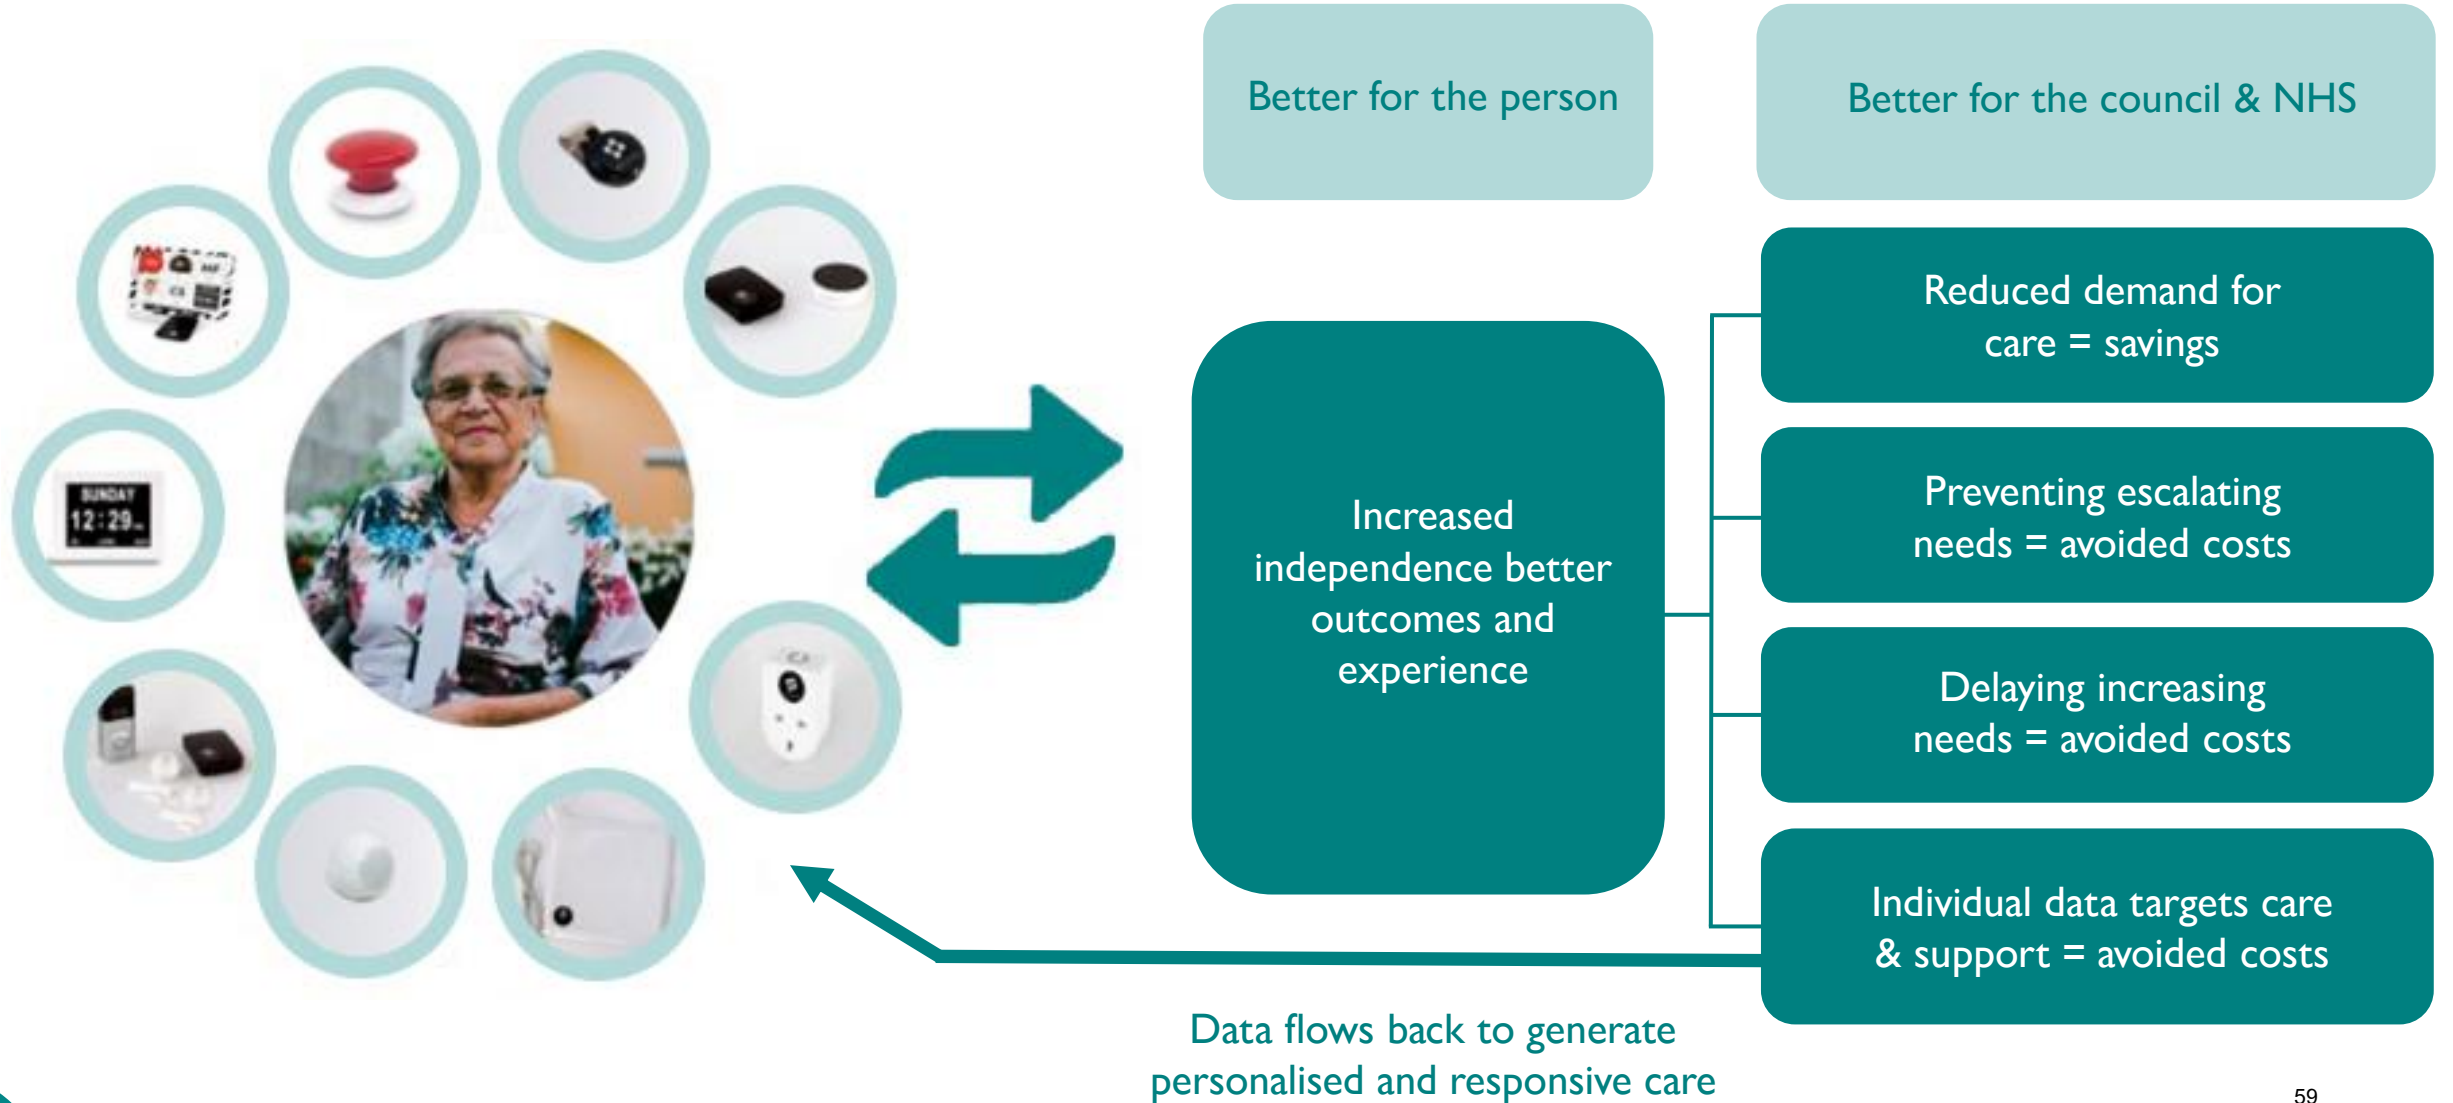 Better for the person
Better for the council & NHS
Reduced demand for
care = savings
Preventing escalating
needs = avoided costs
Increased
independence better
outcomes and
experience
Delaying increasing
needs = avoided costs
Individual data targets care
& support = avoided costs
Data flows back to generate
personalised and responsive care
SUNDAY
12:29
59